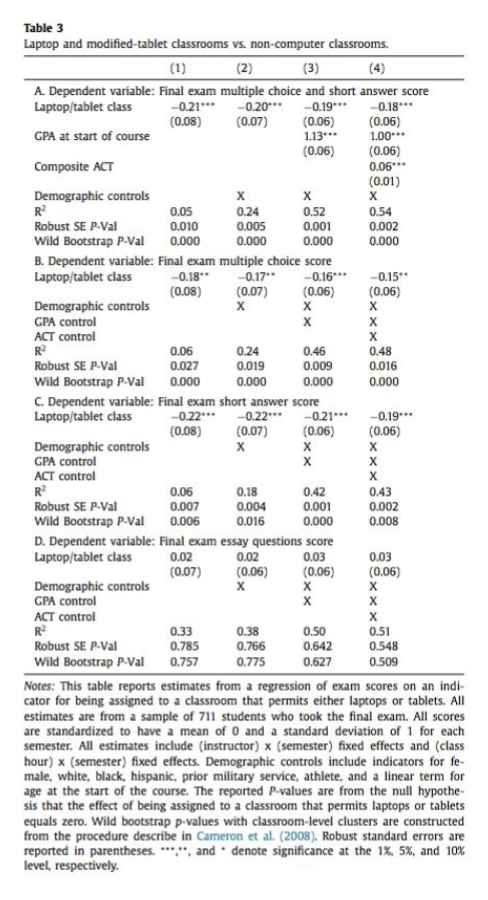 Table 3
Laptop and modified-tablet classrooms vs. non-computer classrooms.
(1) (2) (3) (4)
A. Dependent variable: Final exam multiple choice and short answer score
Laptop/tablet class −0.21*** −0.20*** −0.19*** −0.18***
(0.08) (0.07) (0.06) (0.06)
GPA at start of course 1.13*** 1.00***
(0.06) (0.06)
Composite ACT 0.06***
(0.01)
Demographic controls X X X
R² 0.05 0.24 0.52 0.54
Robust SE P-Val 0.010 0.005 0.001 0.002
Wild Bootstrap P-Val 0.000 0.000 0.000 0.000
B. Dependent variable: Final exam multiple choice score
Laptop/tablet class −0.18** −0.17** −0.16*** −0.15**
(0.08) (0.07) (0.06) (0.06)
Demographic controls X X X
GPA control X X
ACT control X
R² 0.06 0.24 0.46 0.48
Robust SE P-Val 0.027 0.019 0.009 0.016
Wild Bootstrap P-Val 0.000 0.000 0.000 0.000
C. Dependent variable: Final exam short answer score
Laptop/tablet class −0.22*** −0.22*** −0.21*** −0.19***
(0.08) (0.07) (0.06) (0.06)
Demographic controls X X X
GPA control X X
ACT control X
R² 0.06 0.18 0.42 0.43
Robust SE P-Val 0.007 0.004 0.001 0.002
Wild Bootstrap P-Val 0.006 0.016 0.000 0.008
D. Dependent variable: Final exam essay questions score
Laptop/tablet class 0.02 0.02 0.03 0.03
(0.07) (0.06) (0.06) (0.06)
Demographic controls X X X
GPA control X X
ACT control X
R² 0.33 0.38 0.50 0.51
Robust SE P-Val 0.785 0.766 0.642 0.548
Wild Bootstrap P-Val 0.757 0.775 0.627 0.509
Notes: This table reports estimates from a regression of exam scores on an indi-
cator for being assigned to a classroom that permits either laptops or tablets. All
estimates are from a sample of 711 students who took the final exam. All scores
are standardized to have a mean of 0 and a standard deviation of 1 for each
semester. All estimates include (instructor) x (semester) fixed effects and (class
hour) x (semester) fixed effects. Demographic controls include indicators for fe-
male, white, black, hispanic, prior military service, athlete, and a linear term for
age at the start of the course. The reported P-values are from the null hypothe-
sis that the effect of being assigned to a classroom that permits laptops or tablets
equals zero. Wild bootstrap p-values with classroom-level clusters are constructed
from the procedure describe in Cameron et al. (2008). Robust standard errors are
reported in parentheses. ***,**, and * denote significance at the 1%, 5%, and 10%
level, respectively.